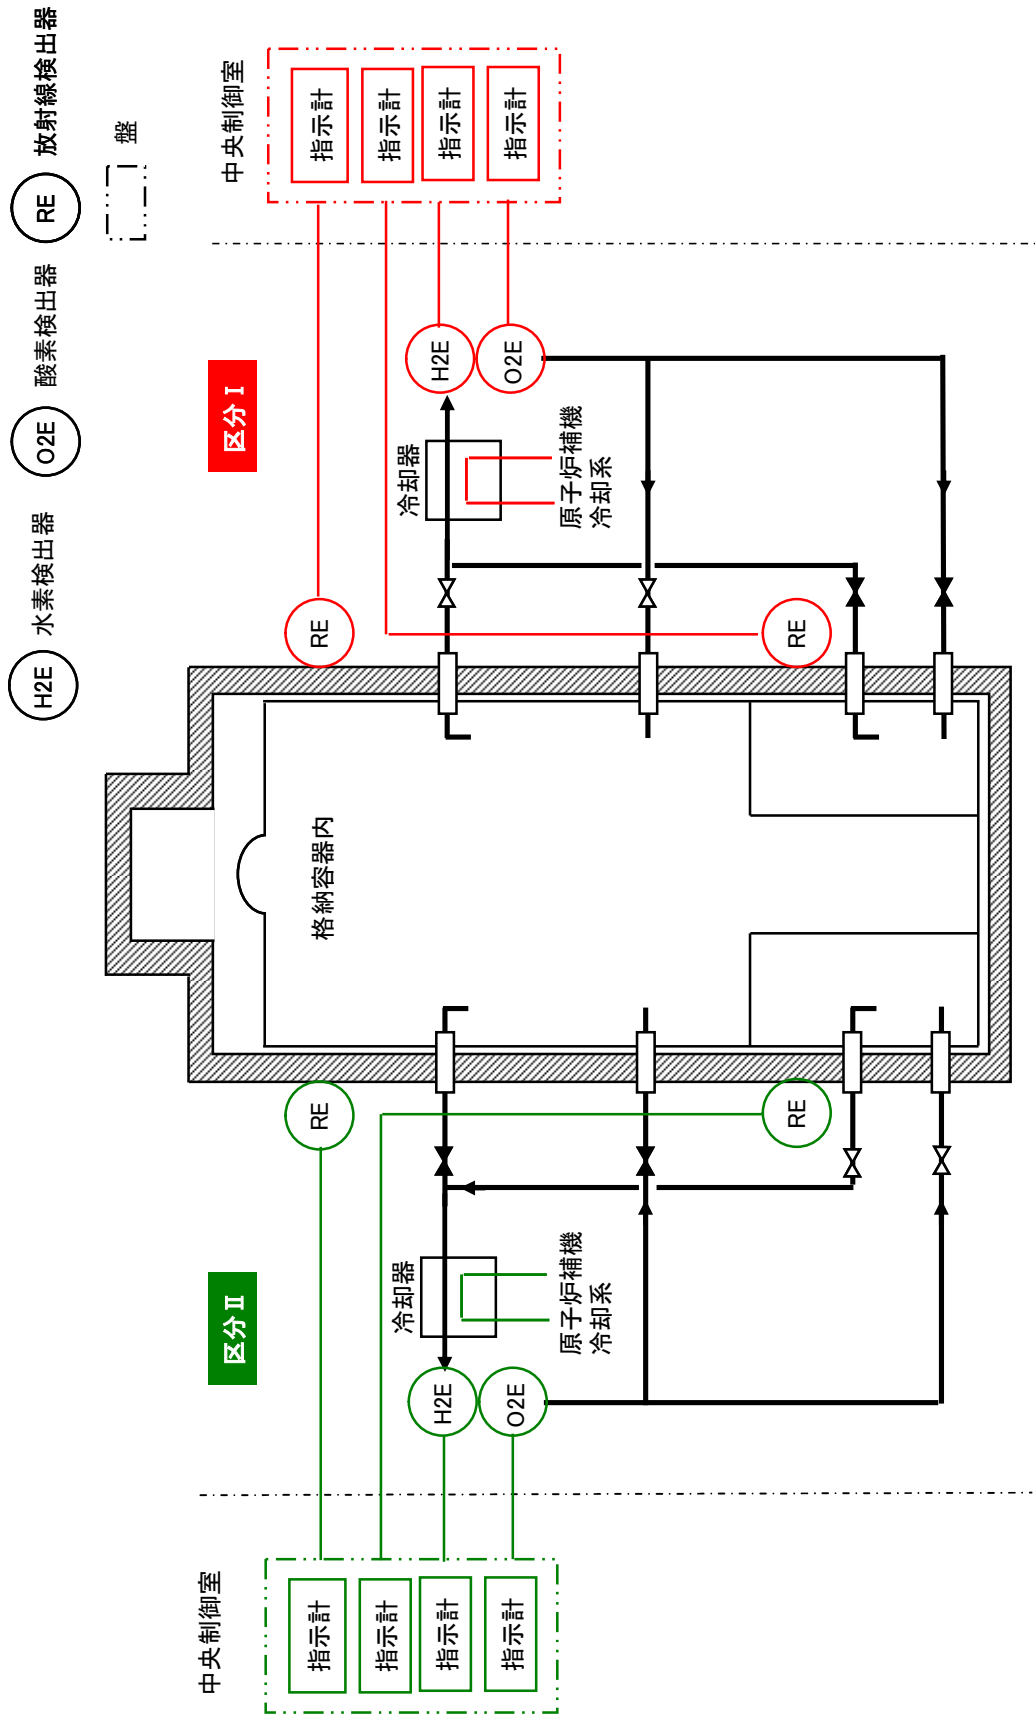 H2E 水素検出器 O2E 酸素検出器 RE 放射線検出器
盤
中央制御室
区分Ⅱ
区分Ⅰ
中央制御室
指示計
RE
格納容器内
RE
指示計
指示計
指示計
冷却器
冷却器
指示計
H2E
H2E
指示計
指示計
O2E
O2E
指示計
原子炉補機
冷却系
原子炉補機
冷却系
RE
RE